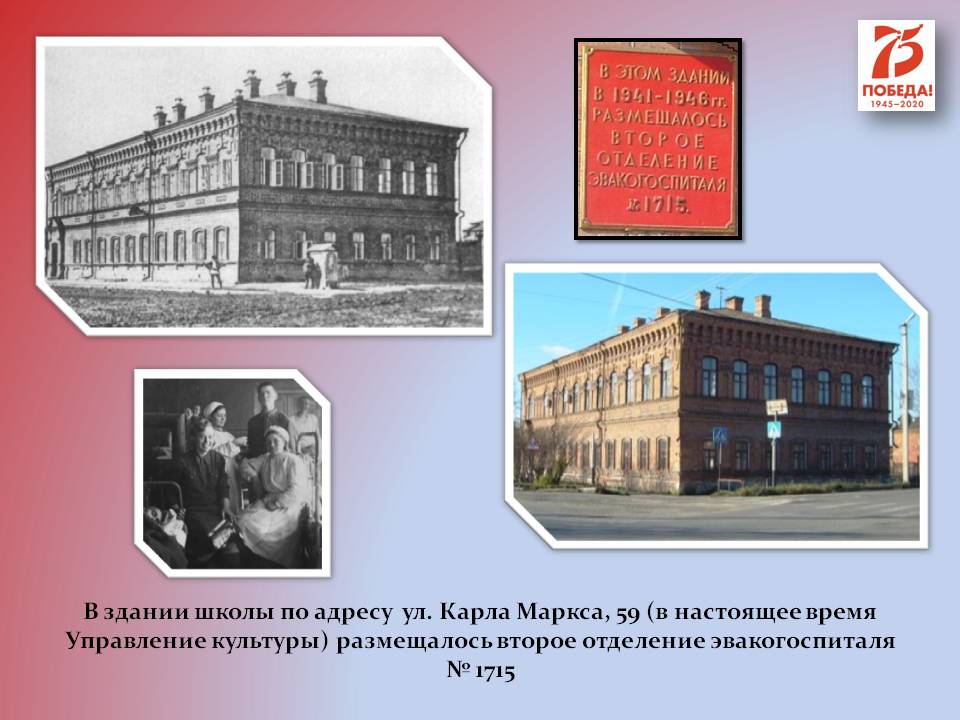 В ЭТОМ ЗДАНИИ
В 1941-1946 гг.
РАЗМЕЩАЛОСЬ
ВТОРОЕ
ОТДЕЛЕНИЕ
ЭВАКОГОСПИТАЛЯ
№ 1715.
75
ПОБЕДА!
1945–2020
В здании школы по адресу ул. Карла Маркса, 59 (в настоящее время
Управление культуры) размещалось второе отделение эвакогоспиталя
№ 1715